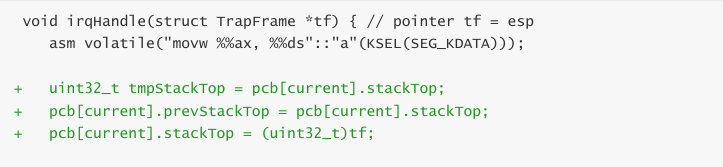 void irqHandle(struct TrapFrame *tf) { // pointer tf = esp
asm volatile("movw %%ax, %%ds"::"a"(KSEL(SEG_KDATA)));
+ uint32_t tmpStackTop = pcb[current].stackTop;
+ pcb[current].prevStackTop = pcb[current].stackTop;
+ pcb[current].stackTop = (uint32_t)tf;